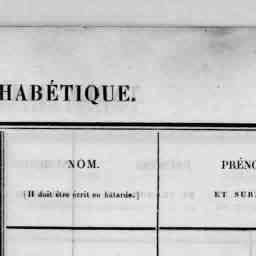 HABÉTIQUE.
NOM.
PRÉNO
(Il doit être écrit en bâtarde.)
ET SUR